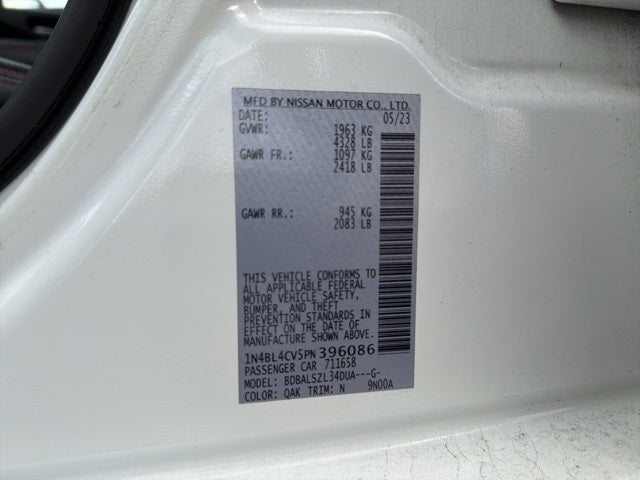 MFD BY NISSAN MOTOR CO., LTD.
DATE: 05/23
GVWR: 1963 KG
4328 LB
GAWR FR.: 1097 KG
2418 LB
GAWR RR.: 945 KG
2083 LB
THIS VEHICLE CONFORMS TO
ALL APPLICABLE FEDERAL
MOTOR VEHICLE SAFETY,
BUMPER, AND THEFT
PREVENTION STANDARDS IN
EFFECT ON THE DATE OF
MANUFACTURE SHOWN ABOVE.
1N4BL4CV5PN396086
PASSENGER CAR 711658
MODEL: BDBALSZL34DUA---G-
COLOR: QAK TRIM: N 9N00A